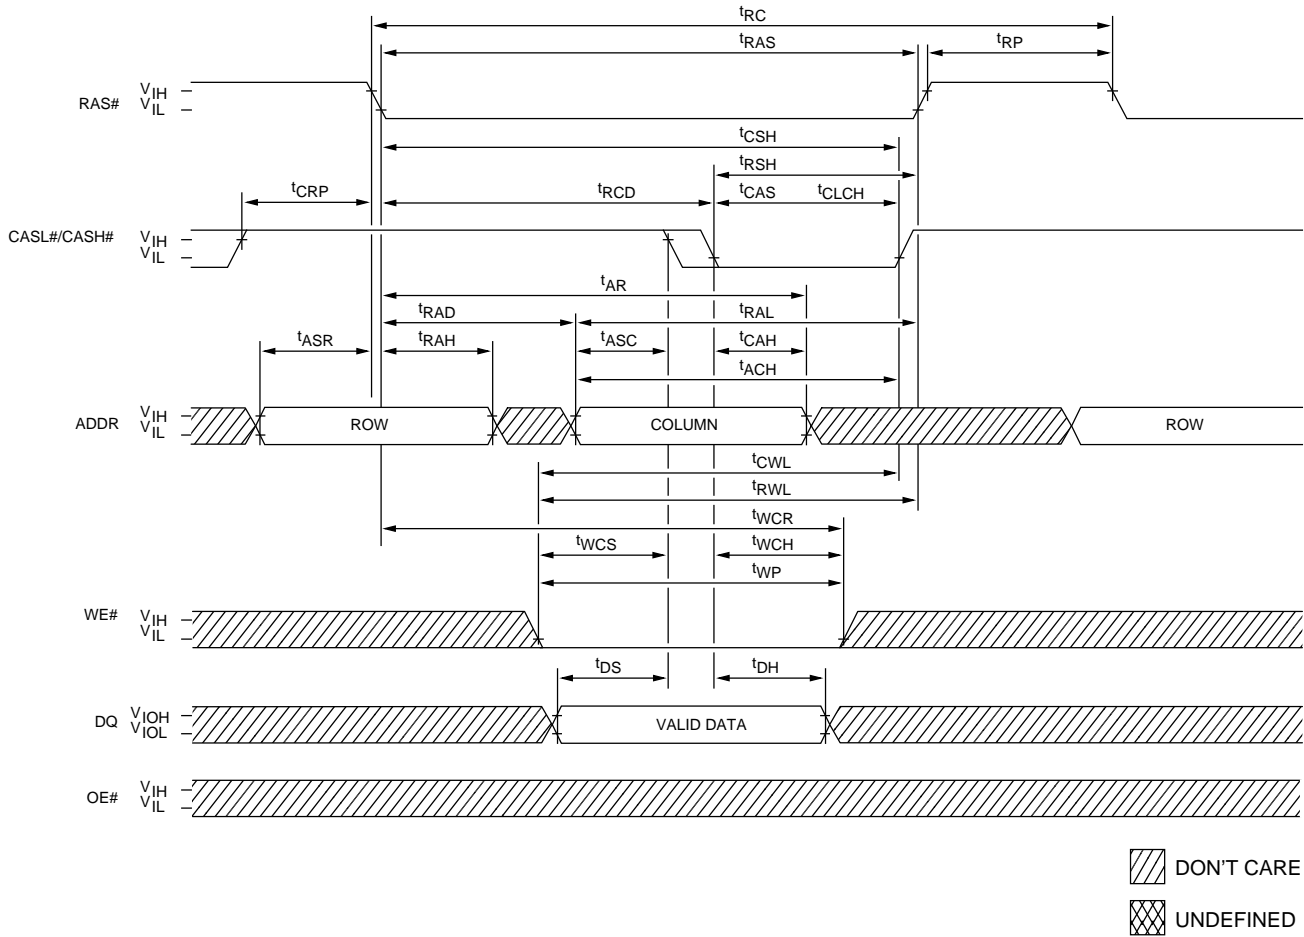 tRC
tRAS
tRP
RAS#
VIH
VIL
tCSH
tRSH
tCRP
tRCD
tCAS
tCLCH
CASL#/CASH#
VIH
VIL
tAR
tRAD
tRAL
tASR
tRAH
tASC
tCAH
tACH
ADDR
VIH
VIL
ROW
COLUMN
ROW
tCWL
tRWL
tWCR
tWCS
tWCH
tWP
WE#
VIH
VIL
tDS
tDH
DQ
VIOH
VIOL
VALID DATA
OE#
VIH
VIL
DON'T CARE
UNDEFINED